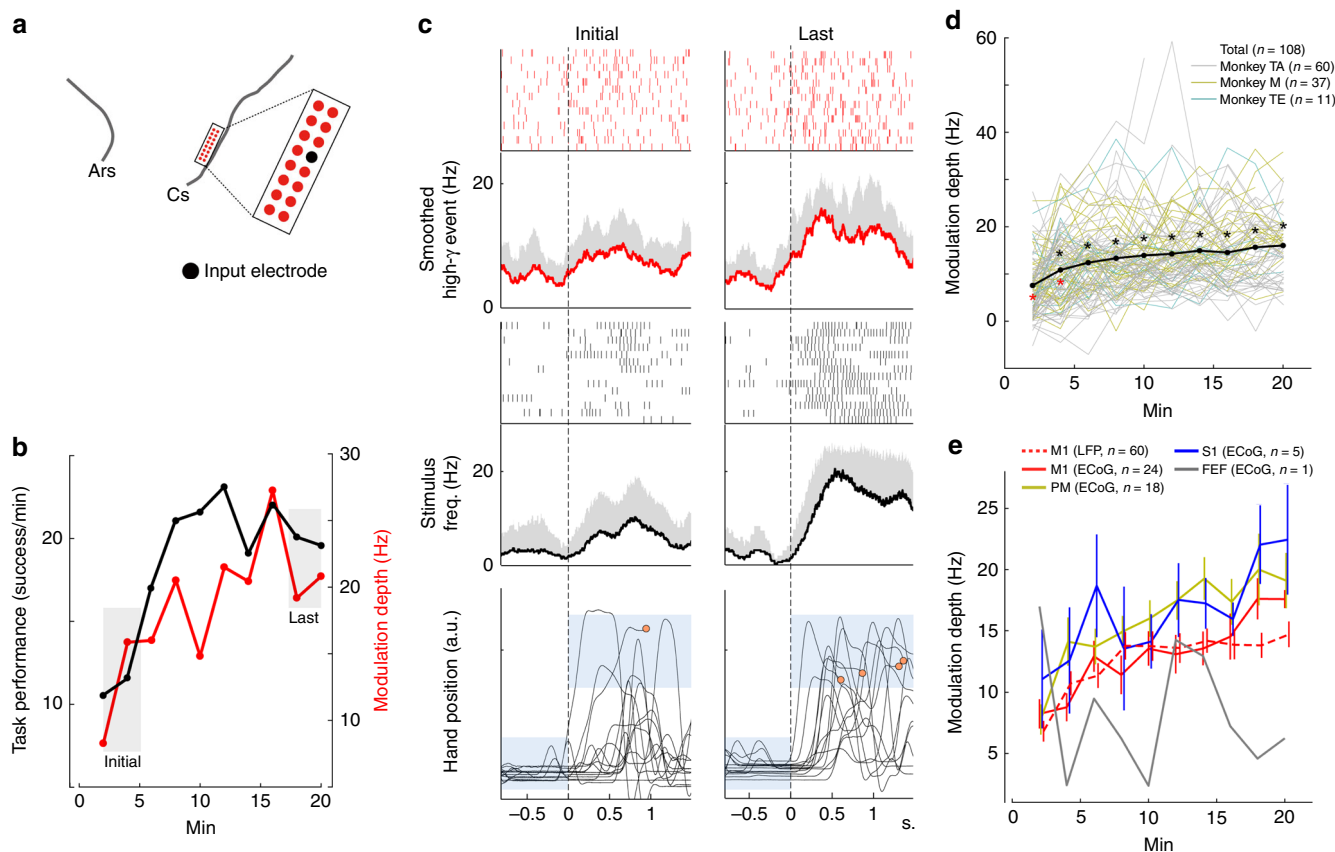 a
Ars
Cs
Input electrode
b
Task performance (success/min)
20
10
30
20
10
Modulation depth (Hz)
Initial
Last
0
5
10
15
20
Min
c
Initial
Last
Smoothed
high-γ event (Hz)
20
0
Stimulus
freq. (Hz)
20
0
Hand position (a.u.)
−0.5
0
0.5
1
−0.5
0
0.5
1
s.
d
Modulation depth (Hz)
60
40
20
0
Total (n = 108)
Monkey TA (n = 60)
Monkey M (n = 37)
Monkey TE (n = 11)
* * * * * * * * *
* *
0
5
10
15
20
Min
e
M1 (LFP, n = 60)
M1 (ECoG, n = 24)
PM (ECoG, n = 18)
S1 (ECoG, n = 5)
FEF (ECoG, n = 1)
Modulation depth (Hz)
25
20
15
10
5
0
5
10
15
20
Min